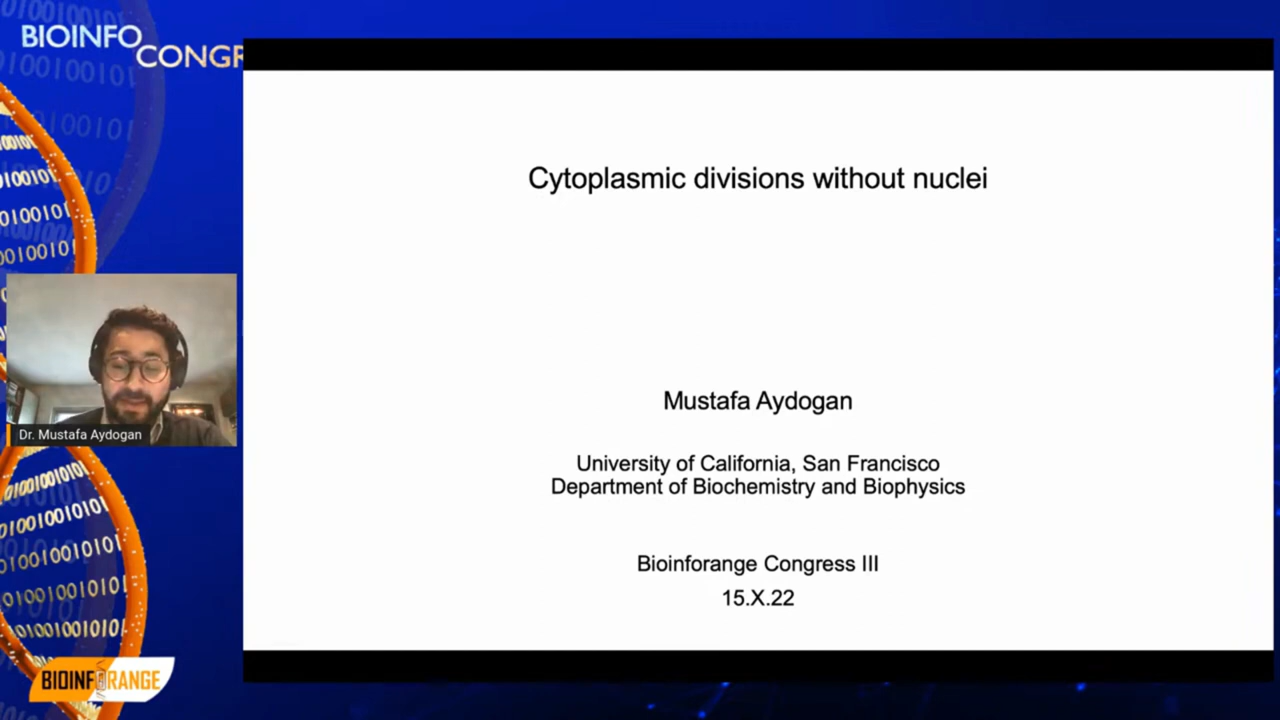 BIOINFO
CONGR
Cytoplasmic divisions without nuclei
Mustafa Aydogan
University of California, San Francisco
Department of Biochemistry and Biophysics
Bioinforange Congress III
15.X.22
Dr. Mustafa Aydogan
BIOINFORANGE